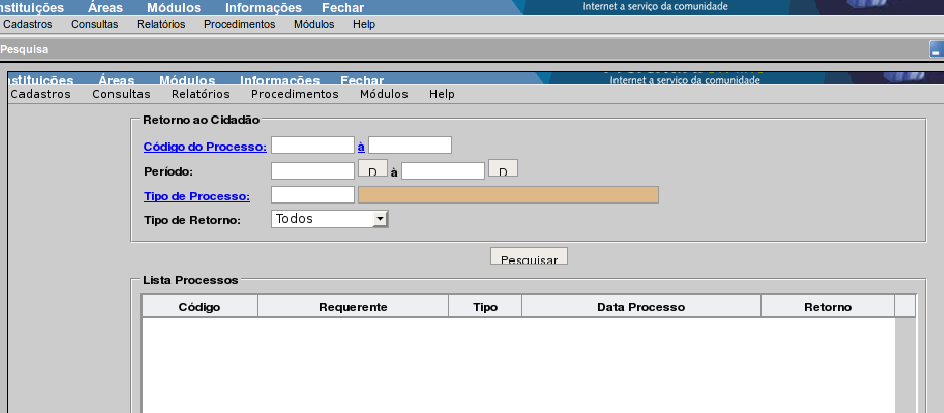 nstituições Áreas Módulos Informações Fechar
Internet a serviço da comunidade
Cadastros Consultas Relatórios Procedimentos Módulos Help
Pesquisa
nstituições Áreas Módulos Informações Fechar
Internet a serviço da comunidade
Cadastros Consultas Relatórios Procedimentos Módulos Help
Retorno ao Cidadão
Código do Processo: à
Período: D à D
Tipo de Processo:
Tipo de Retorno: Todos
Pesquisar
Lista Processos
Código Requerente Tipo Data Processo Retorno